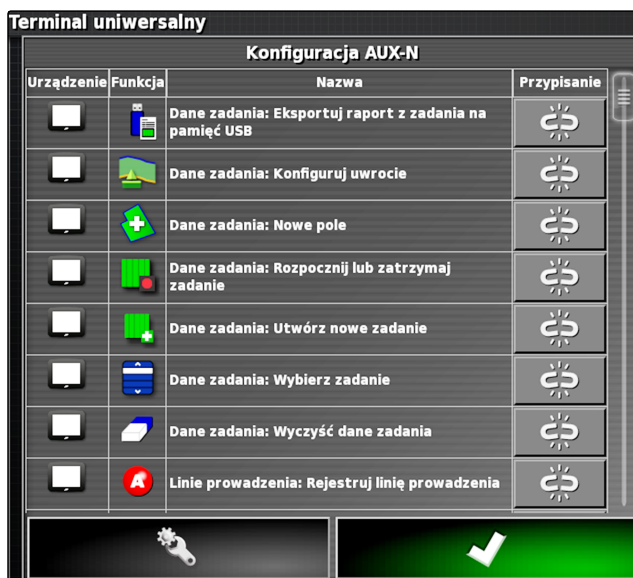 Terminal uniwersalny
Konfiguracja AUX-N
Urządzenie Funkcja Nazwa Przypisanie
Dane zadania: Eksportuj raport z zadania na
pamięć USB
Dane zadania: Konfiguruj uwrocie
Dane zadania: Nowe pole
Dane zadania: Rozpocznij lub zatrzymaj
zadanie
Dane zadania: Utwórz nowe zadanie
Dane zadania: Wybierz zadanie
Dane zadania: Wyczyść dane zadania
A
Linie prowadzenia: Rejestruj linię prowadzenia